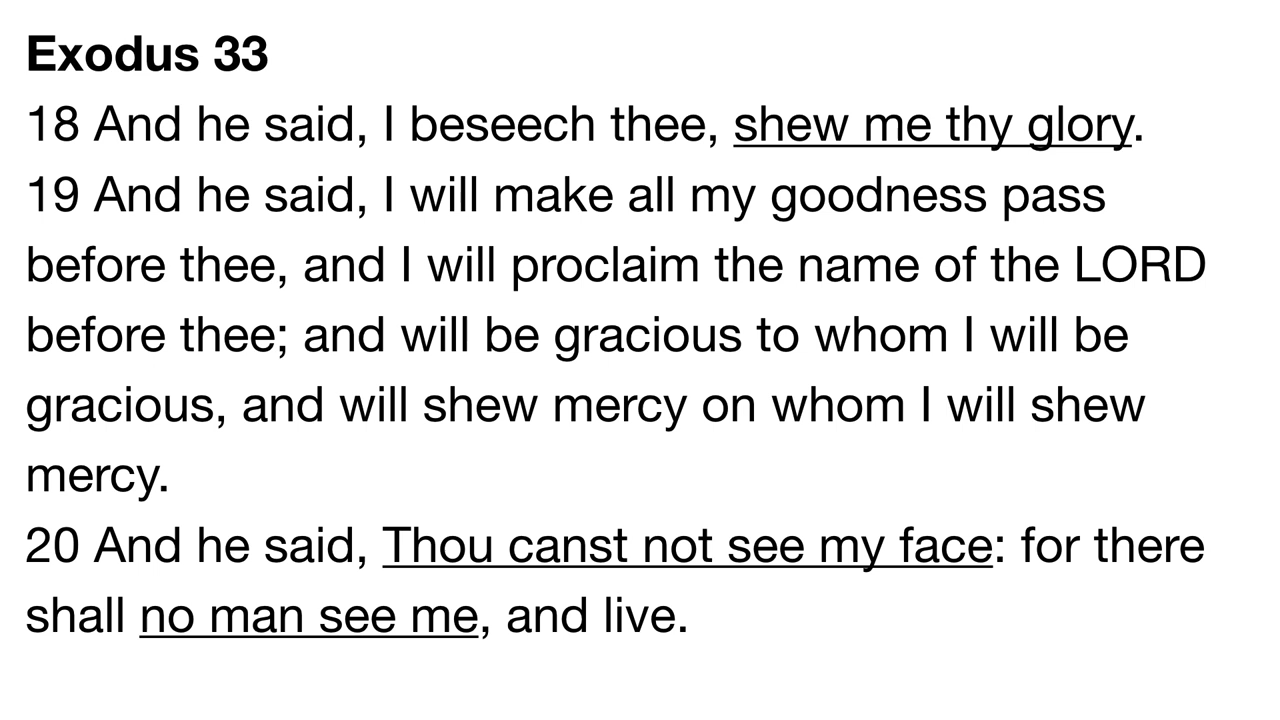 Exodus 33
18 And he said, I beseech thee, shew me thy glory.
19 And he said, I will make all my goodness pass
before thee, and I will proclaim the name of the LORD
before thee; and will be gracious to whom I will be
gracious, and will shew mercy on whom I will shew
mercy.
20 And he said, Thou canst not see my face: for there
shall no man see me, and live.